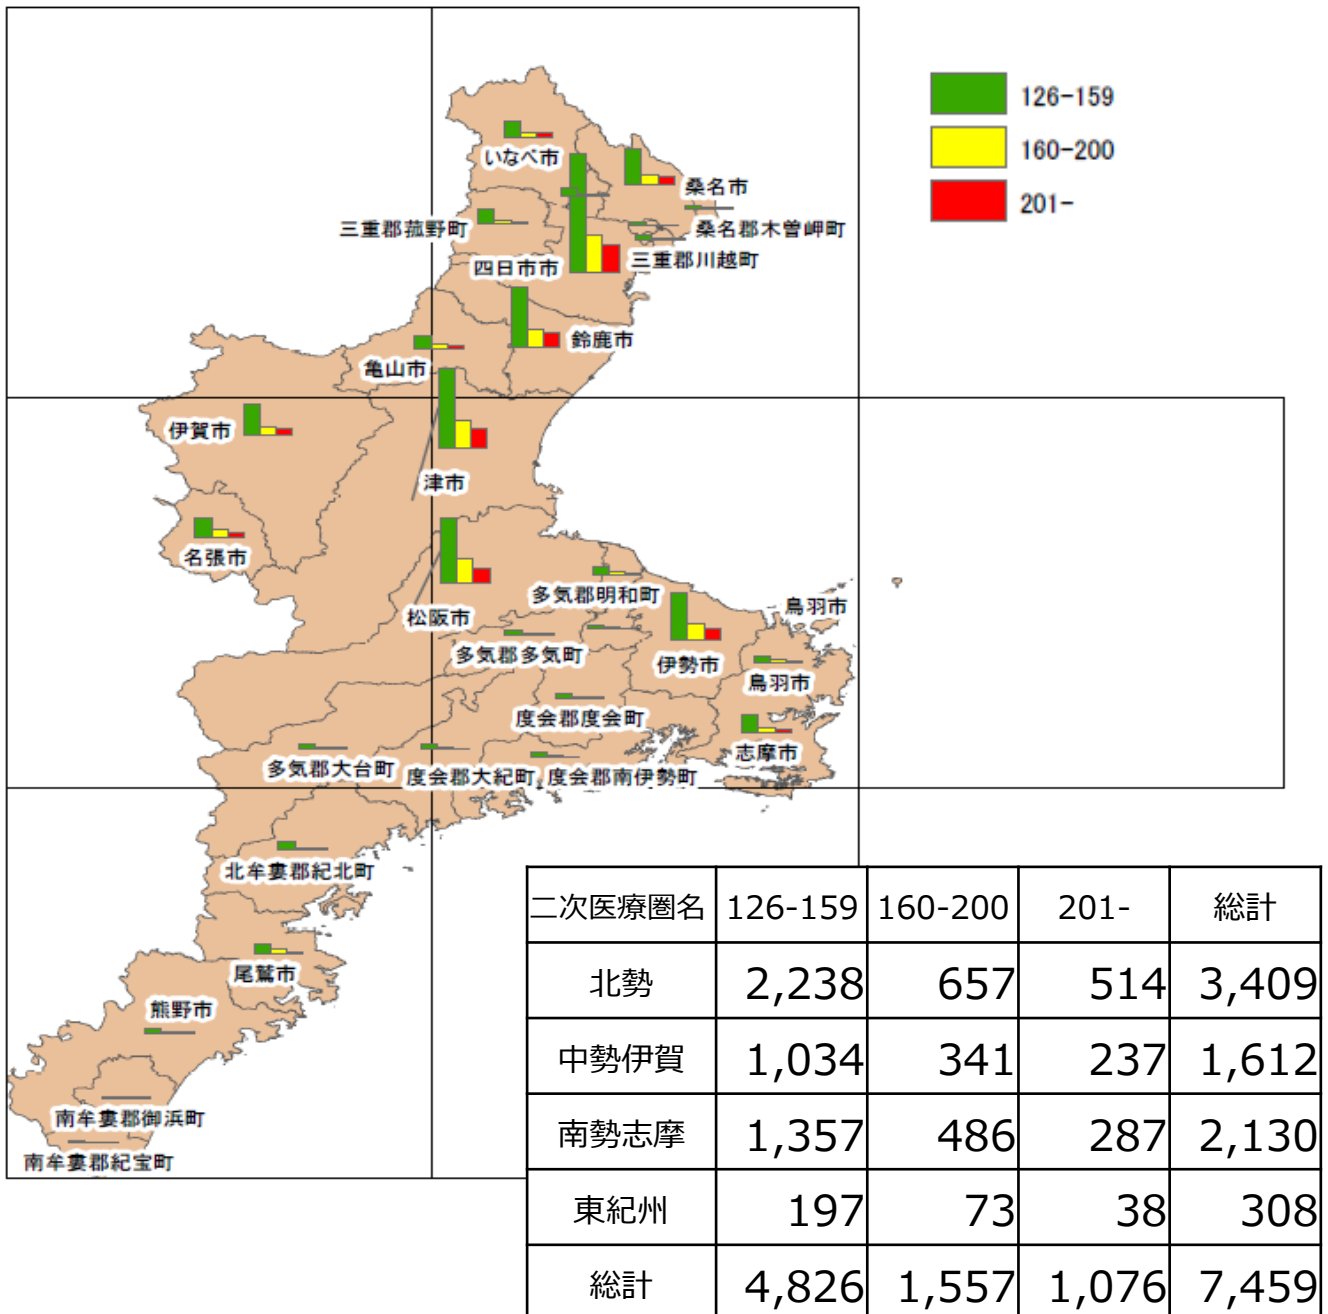 126-159
160-200
201-
いなべ市
桑名市
三重郡菰野町
桑名郡木曽岬町
四日市市
三重郡川越町
鈴鹿市
亀山市
伊賀市
津市
名張市
多気郡明和町
鳥羽市
松阪市
多気郡多気町
伊勢市
鳥羽市
度会郡度会町
志摩市
多気郡大台町
度会郡大紀町
度会郡南伊勢町
北牟婁郡紀北町
尾鷲市
熊野市
南牟婁郡御浜町
南牟婁郡紀宝町
二次医療圏名 126-159 160-200 201- 総計
北勢 2,238 657 514 3,409
中勢伊賀 1,034 341 237 1,612
南勢志摩 1,357 486 287 2,130
東紀州 197 73 38 308
総計 4,826 1,557 1,076 7,459